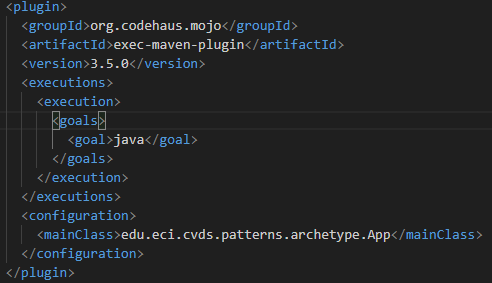 <plugin>
<groupId>org.codehaus.mojo</groupId>
<artifactId>exec-maven-plugin</artifactId>
<version>3.5.0</version>
<executions>
<execution>
<goals>
<goal>java</goal>
</goals>
</execution>
</executions>
<configuration>
<mainClass>edu.eci.cvds.patterns.archetype.App</mainClass>
</configuration>
</plugin>